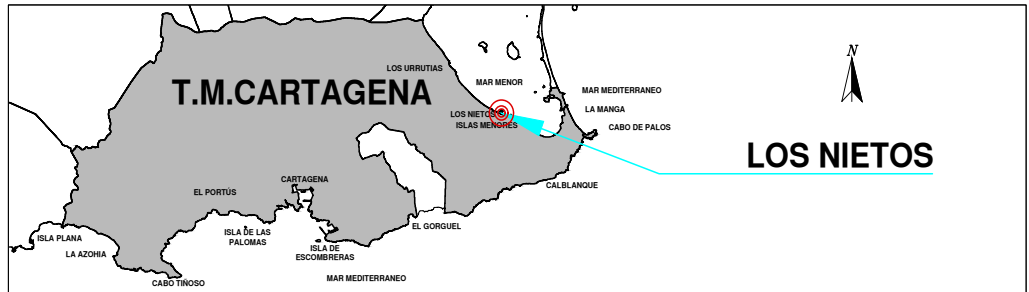 LOS URRUTIAS
T.M.CARTAGENA
MAR MENOR
MAR MEDITERRANEO
LA MANGA
LOS NIETOS
ISLAS MENORES
CABO DE PALOS
N
LOS NIETOS
CARTAGENA
EL PORTÚS
CALBLANQUE
ISLA PLANA
LA AZOHIA
ISLA DE LAS
PALOMAS
EL GORGUEL
ISLA DE
ESCOMBRERAS
CABO TIÑOSO
MAR MEDITERRANEO